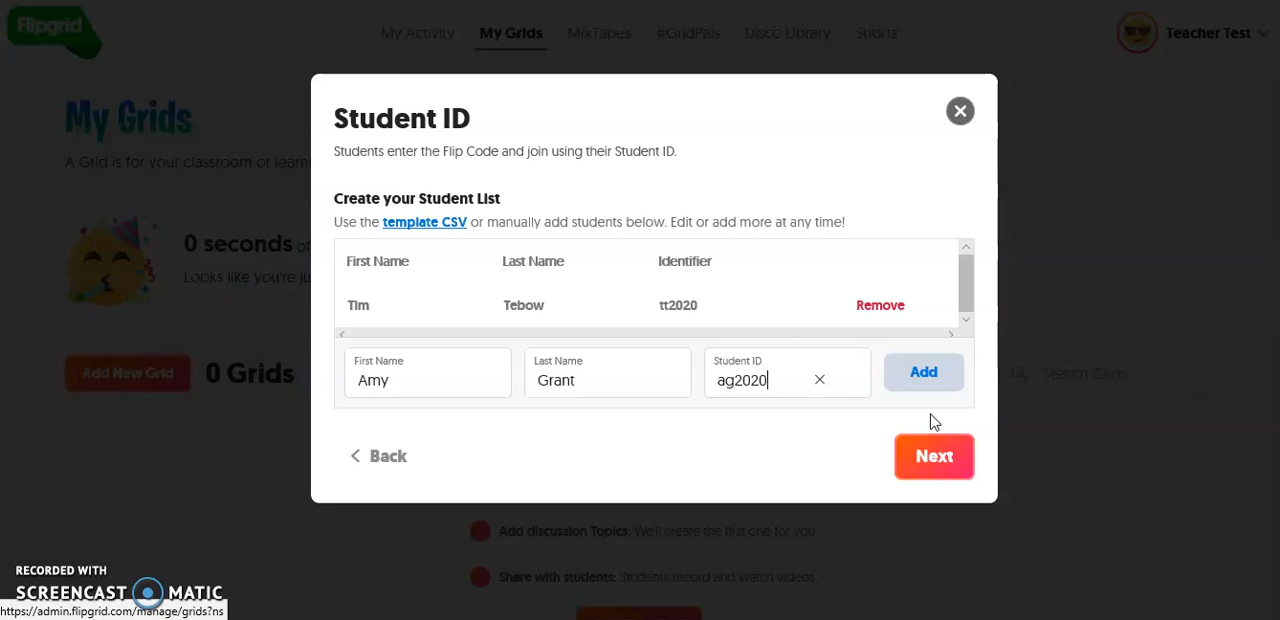 Flipgrid
My Activity My Grids MixTapes #GridPals Disco Library Shorts Teacher Test
My Grids
A Grid is for your classroom or learni
0 seconds of
Looks like you're ju
Add New Grid 0 Grids Search Grids
Student ID
Students enter the Flip Code and join using their Student ID.
Create your Student List
Use the template CSV or manually add students below. Edit or add more at any time!
First Name Last Name Identifier
Tim Tebow tt2020 Remove
First Name Last Name Student ID
Amy Grant ag2020 Add
Back Next
Add discussion Topics: We'll create the first one for you.
Share with students: Students record and watch videos.
RECORDED WITH
SCREENCAST MATIC
https://admin.flipgrid.com/manage/grids?ns